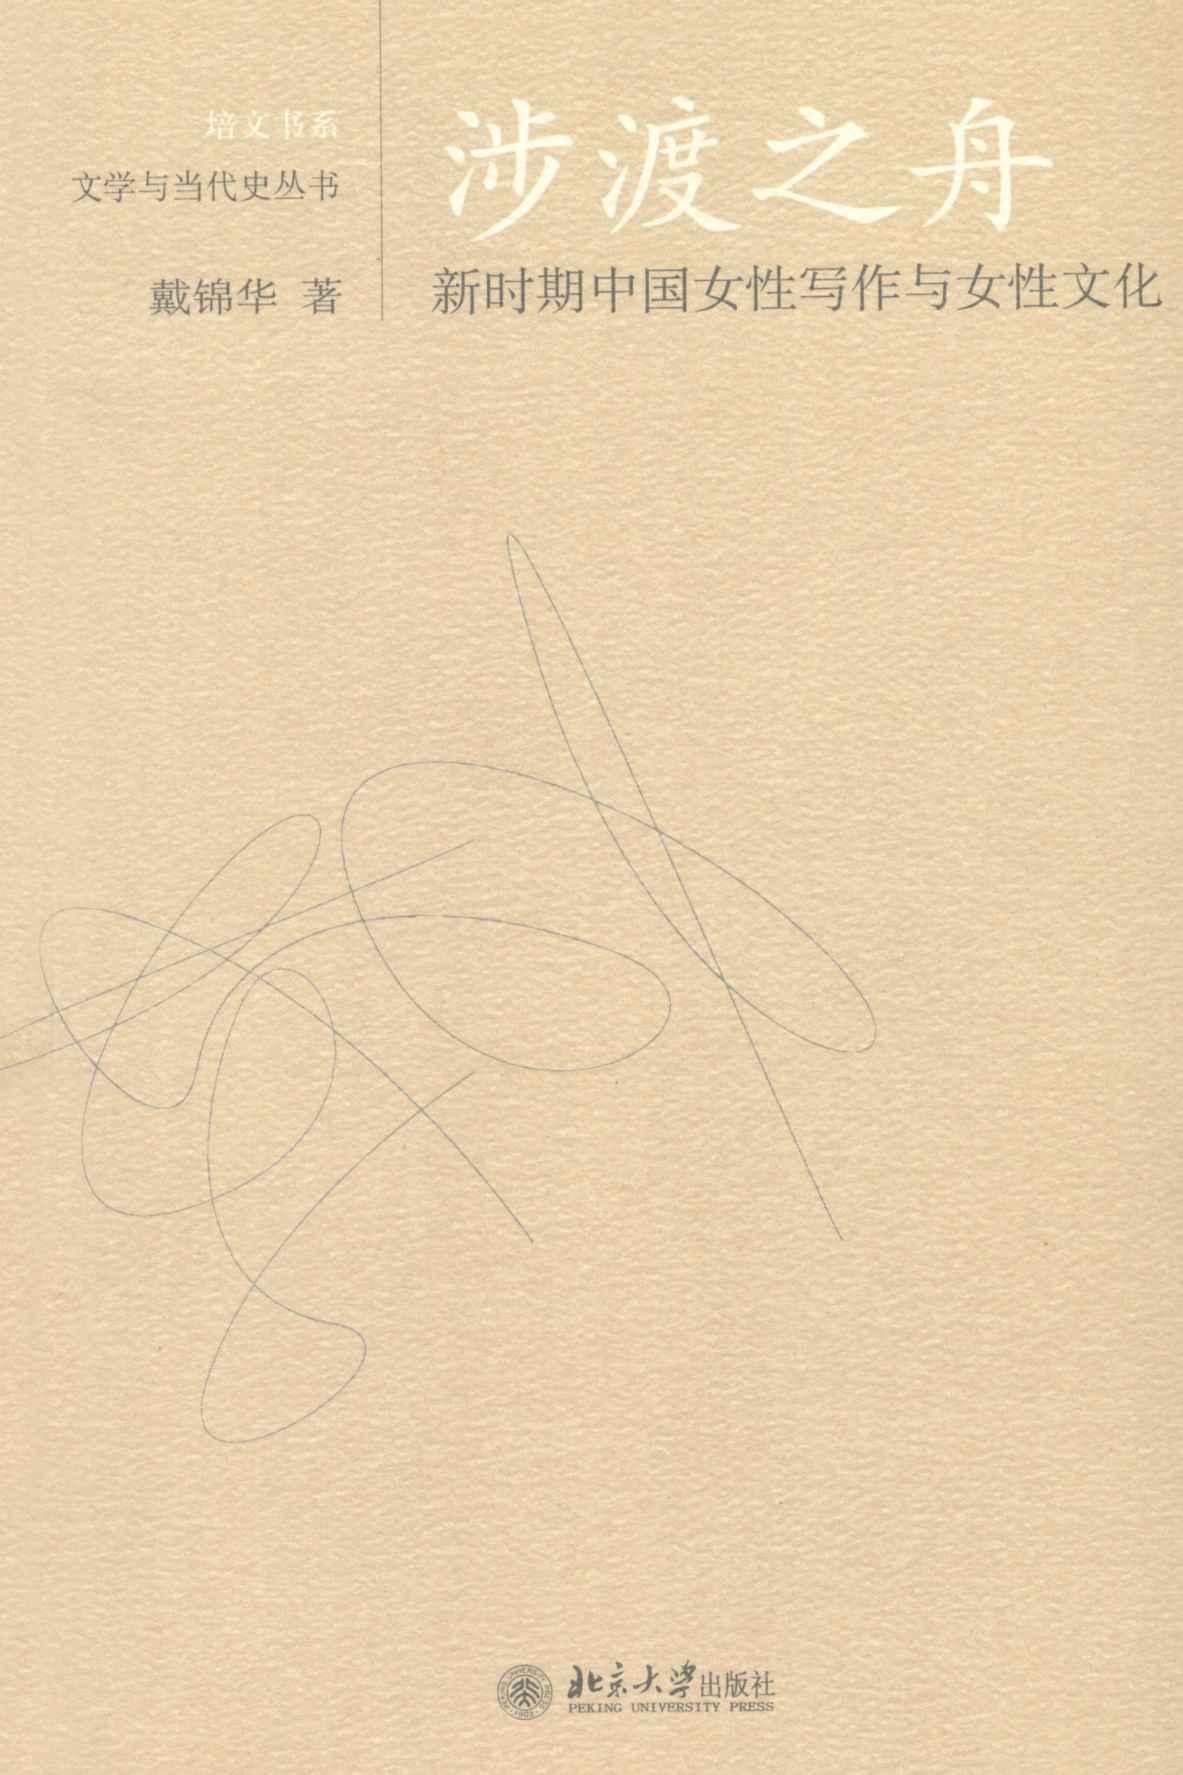 培文书系
文学与当代史丛书
戴锦华 著
涉渡之舟
新时期中国女性写作与女性文化
北京大学出版社
PEKING UNIVERSITY PRESS